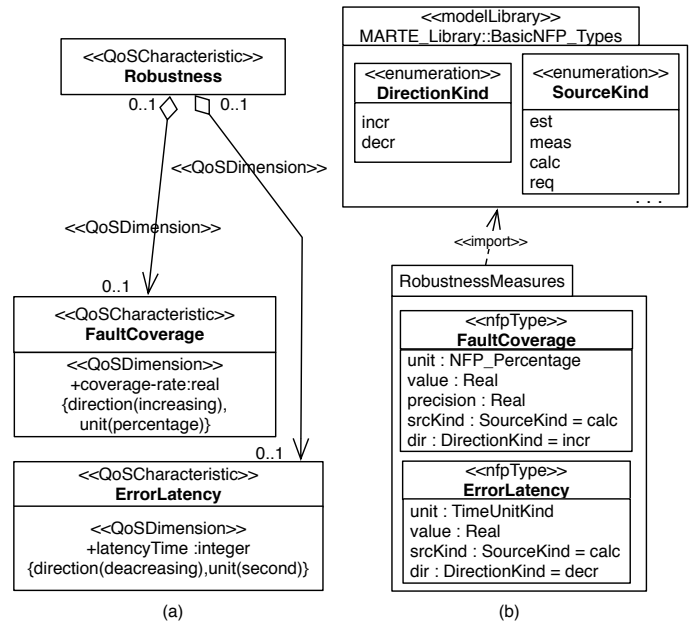 <<QoSCharacteristic>>
Robustness
0..1
0..1
<<QoSDimension>>
<<QoSDimension>>
0..1
<<QoSCharacteristic>>
FaultCoverage
<<QoSDimension>>
+coverage-rate:real
{direction(increasing),
unit(percentage)}
0..1
<<QoSCharacteristic>>
ErrorLatency
<<QoSDimension>>
+latencyTime :integer
{direction(deacreasing),unit(second)}
(a)
<<modelLibrary>>
MARTE_Library::BasicNFP_Types
<<enumeration>>
DirectionKind
incr
decr
<<enumeration>>
SourceKind
est
meas
calc
req
. . .
<<import>>
RobustnessMeasures
<<nfpType>>
FaultCoverage
unit : NFP_Percentage
value : Real
precision : Real
srcKind : SourceKind = calc
dir : DirectionKind = incr
<<nfpType>>
ErrorLatency
unit : TimeUnitKind
value : Real
srcKind : SourceKind = calc
dir : DirectionKind = decr
(b)